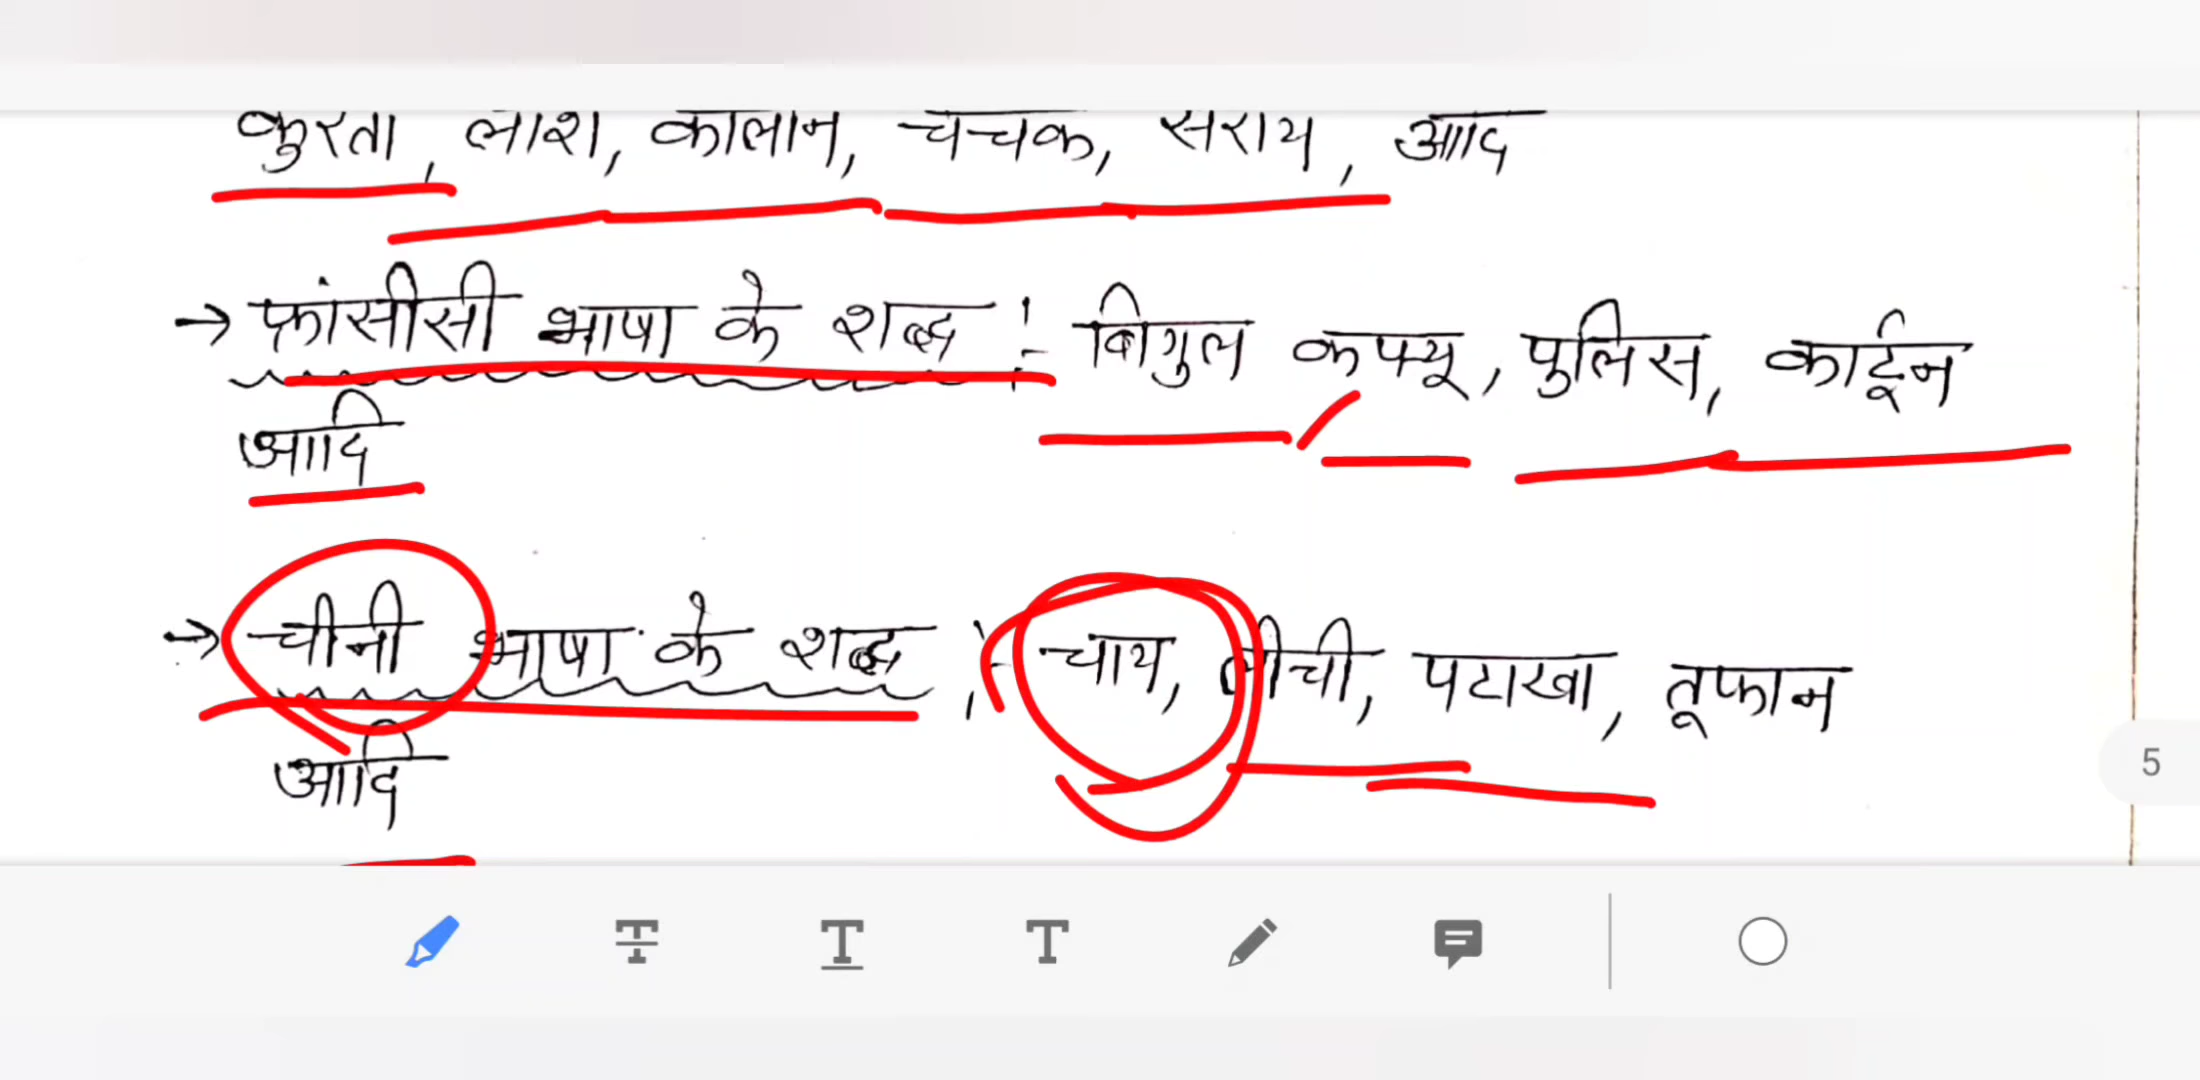 कुरता, लाश, कालीन, चेचक, सराय, आदि
→ फ्रांसीसी भाषा के शब्द :- बिगुल कर्फ्यू, पुलिस, कार्टून
आदि
→ चीनी भाषा के शब्द :- चाय, लीची, पटाखा, तूफान
आदि
5